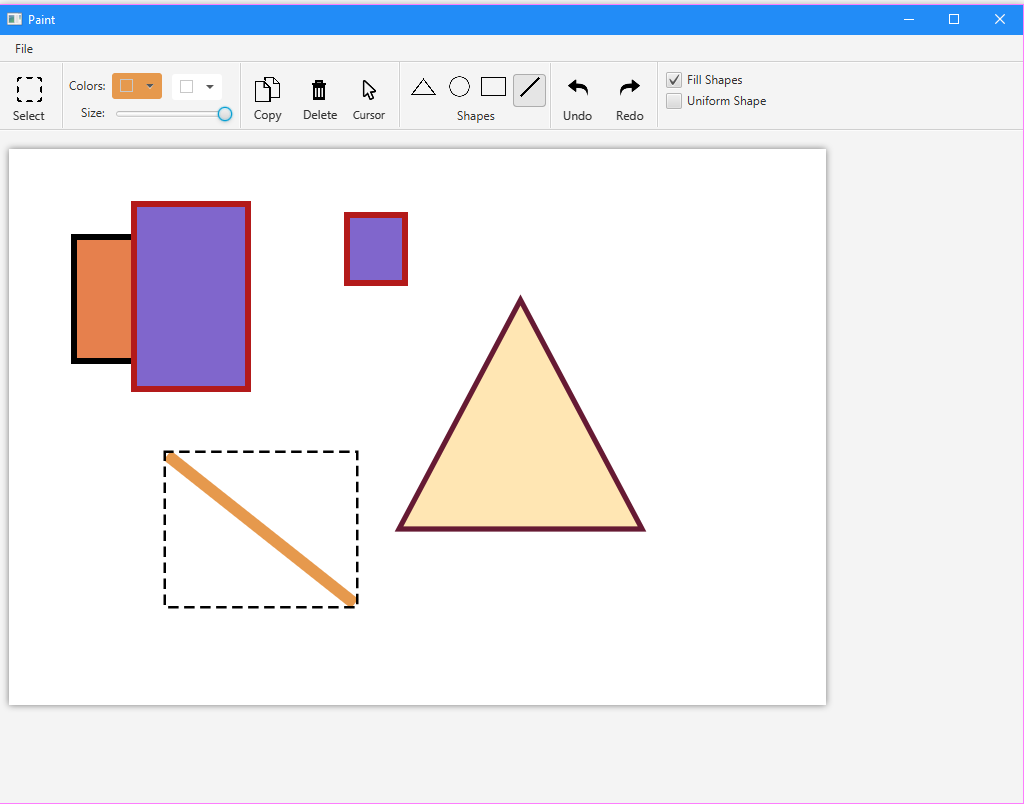 Paint
File
Select
Colors:
Size:
Copy
Delete
Cursor
Shapes
Undo
Redo
Fill Shapes
Uniform Shape